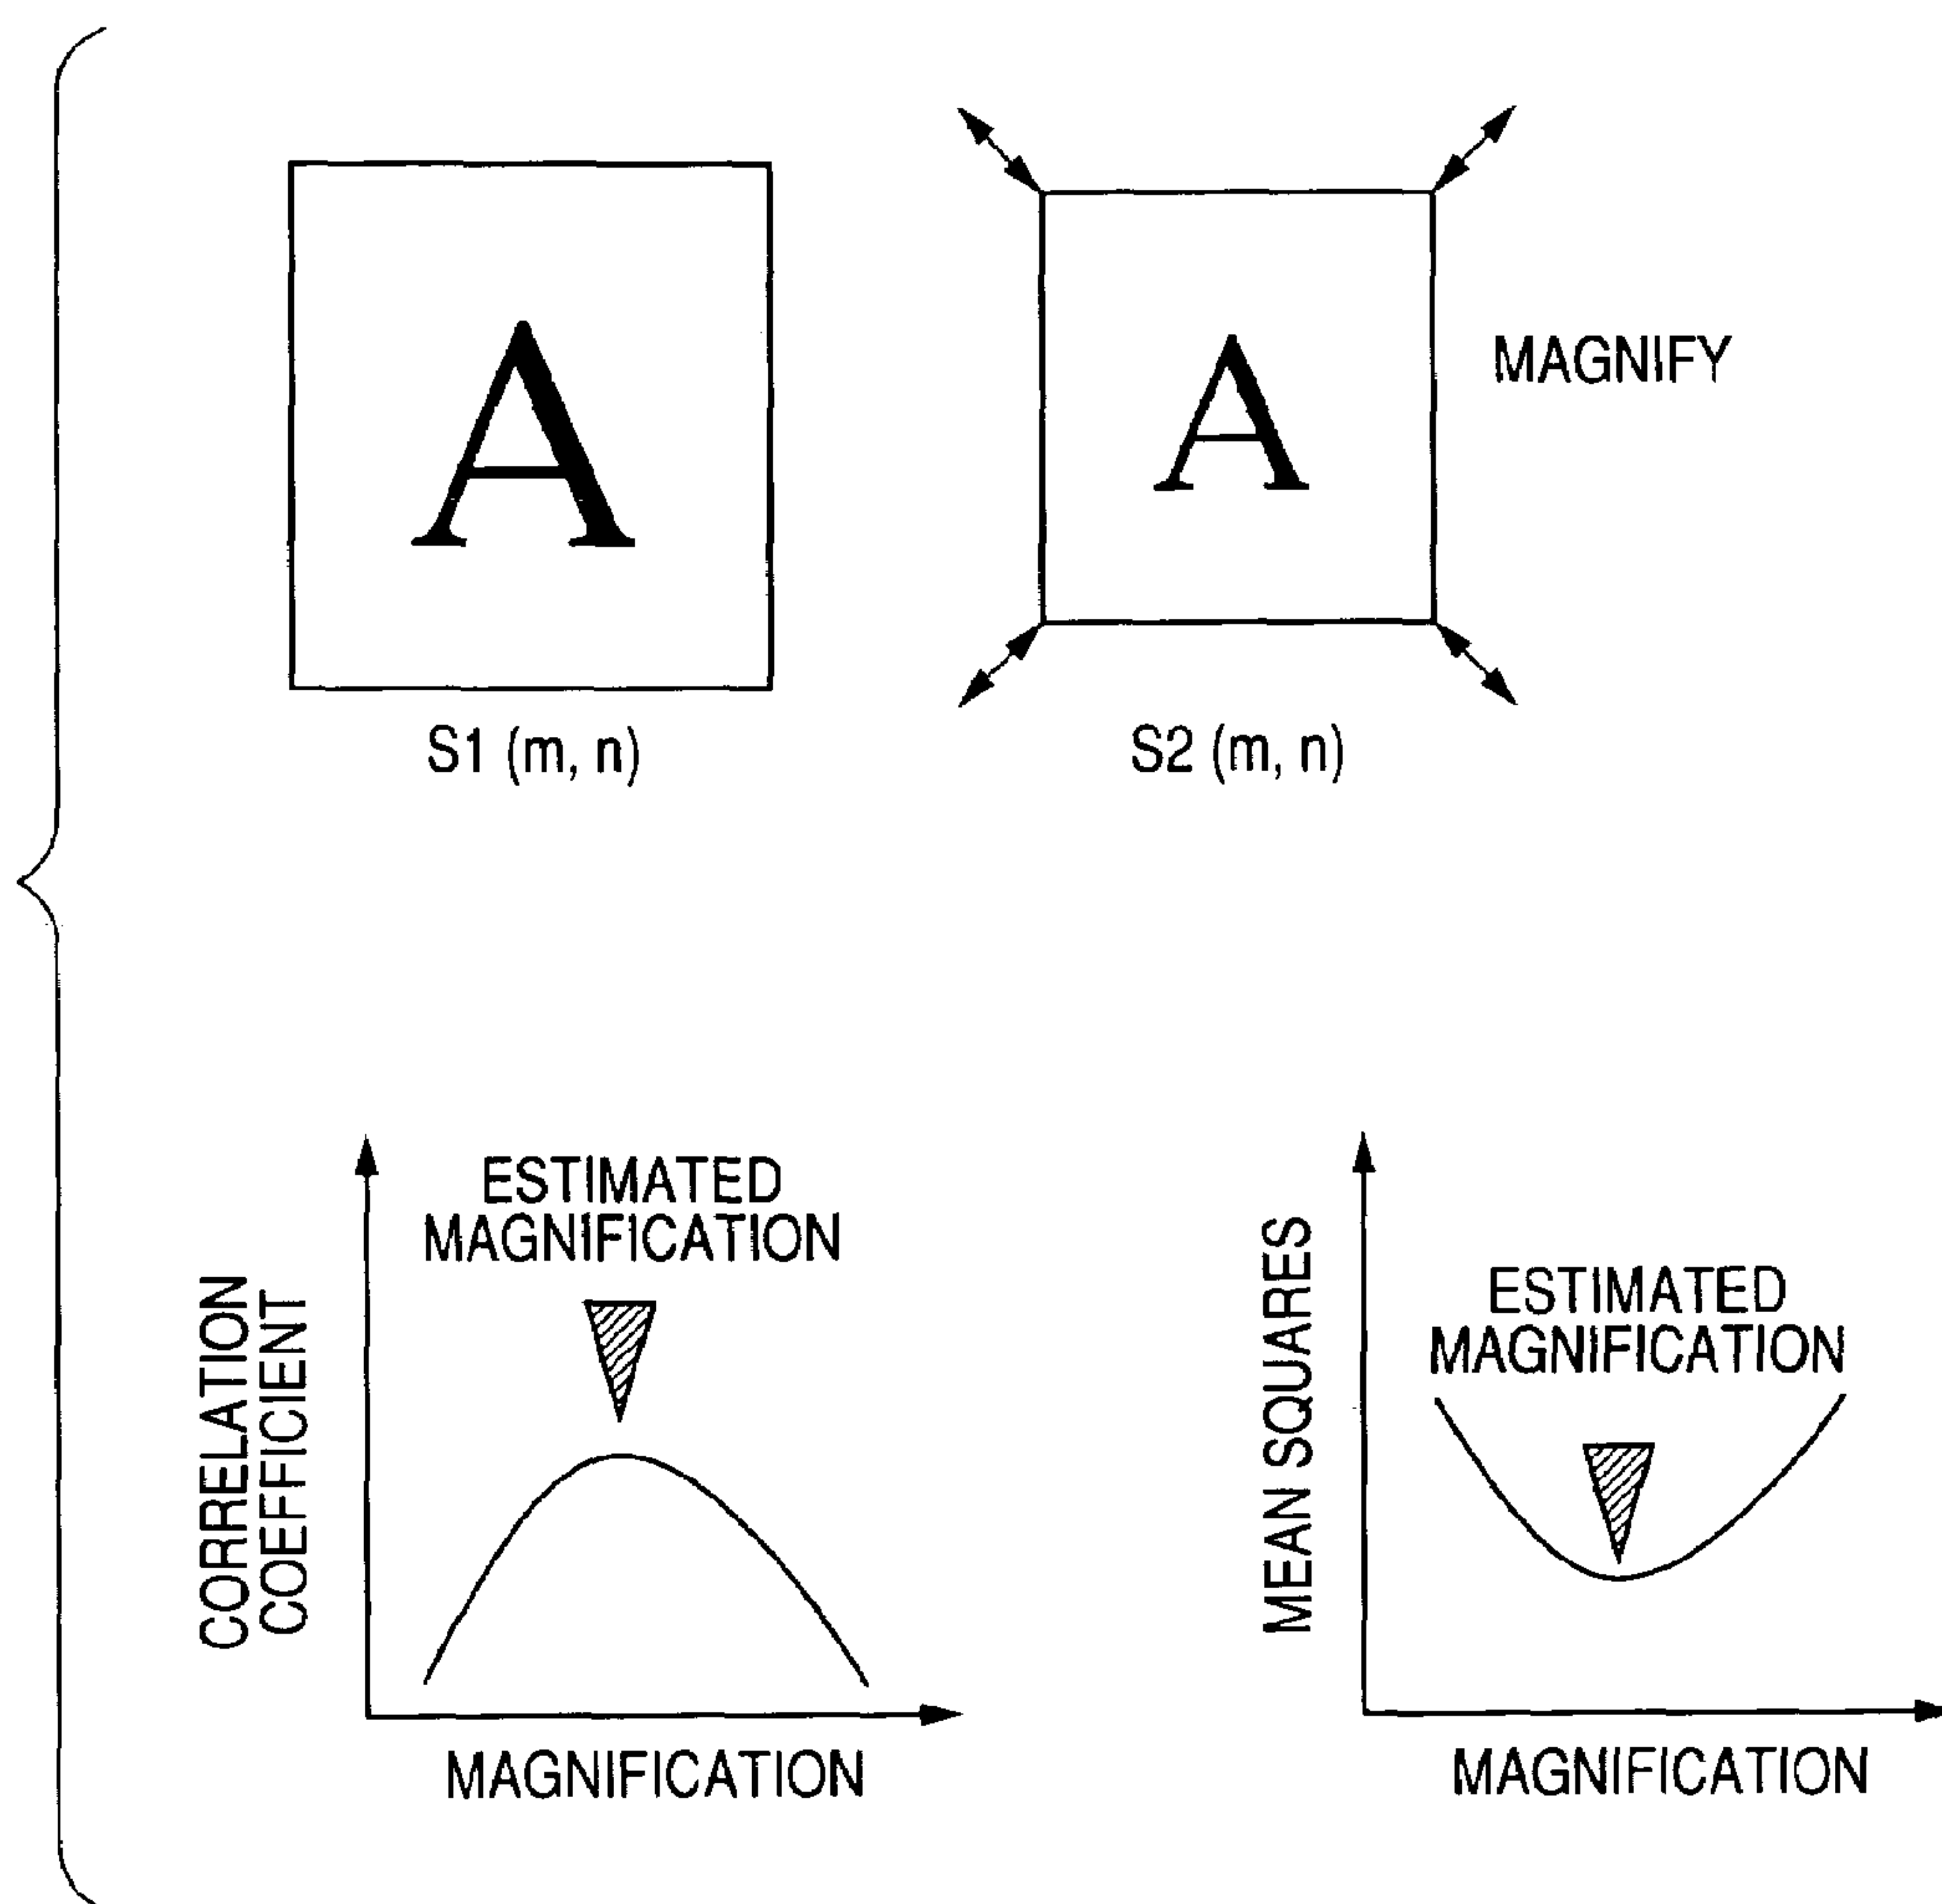 A
A
MAGNIFY
S1 (m, n)
S2 (m, n)
ESTIMATED
MAGNIFICATION
CORRELATION
COEFFICIENT
MAGNIFICATION
ESTIMATED
MAGNIFICATION
MEAN SQUARES
MAGNIFICATION